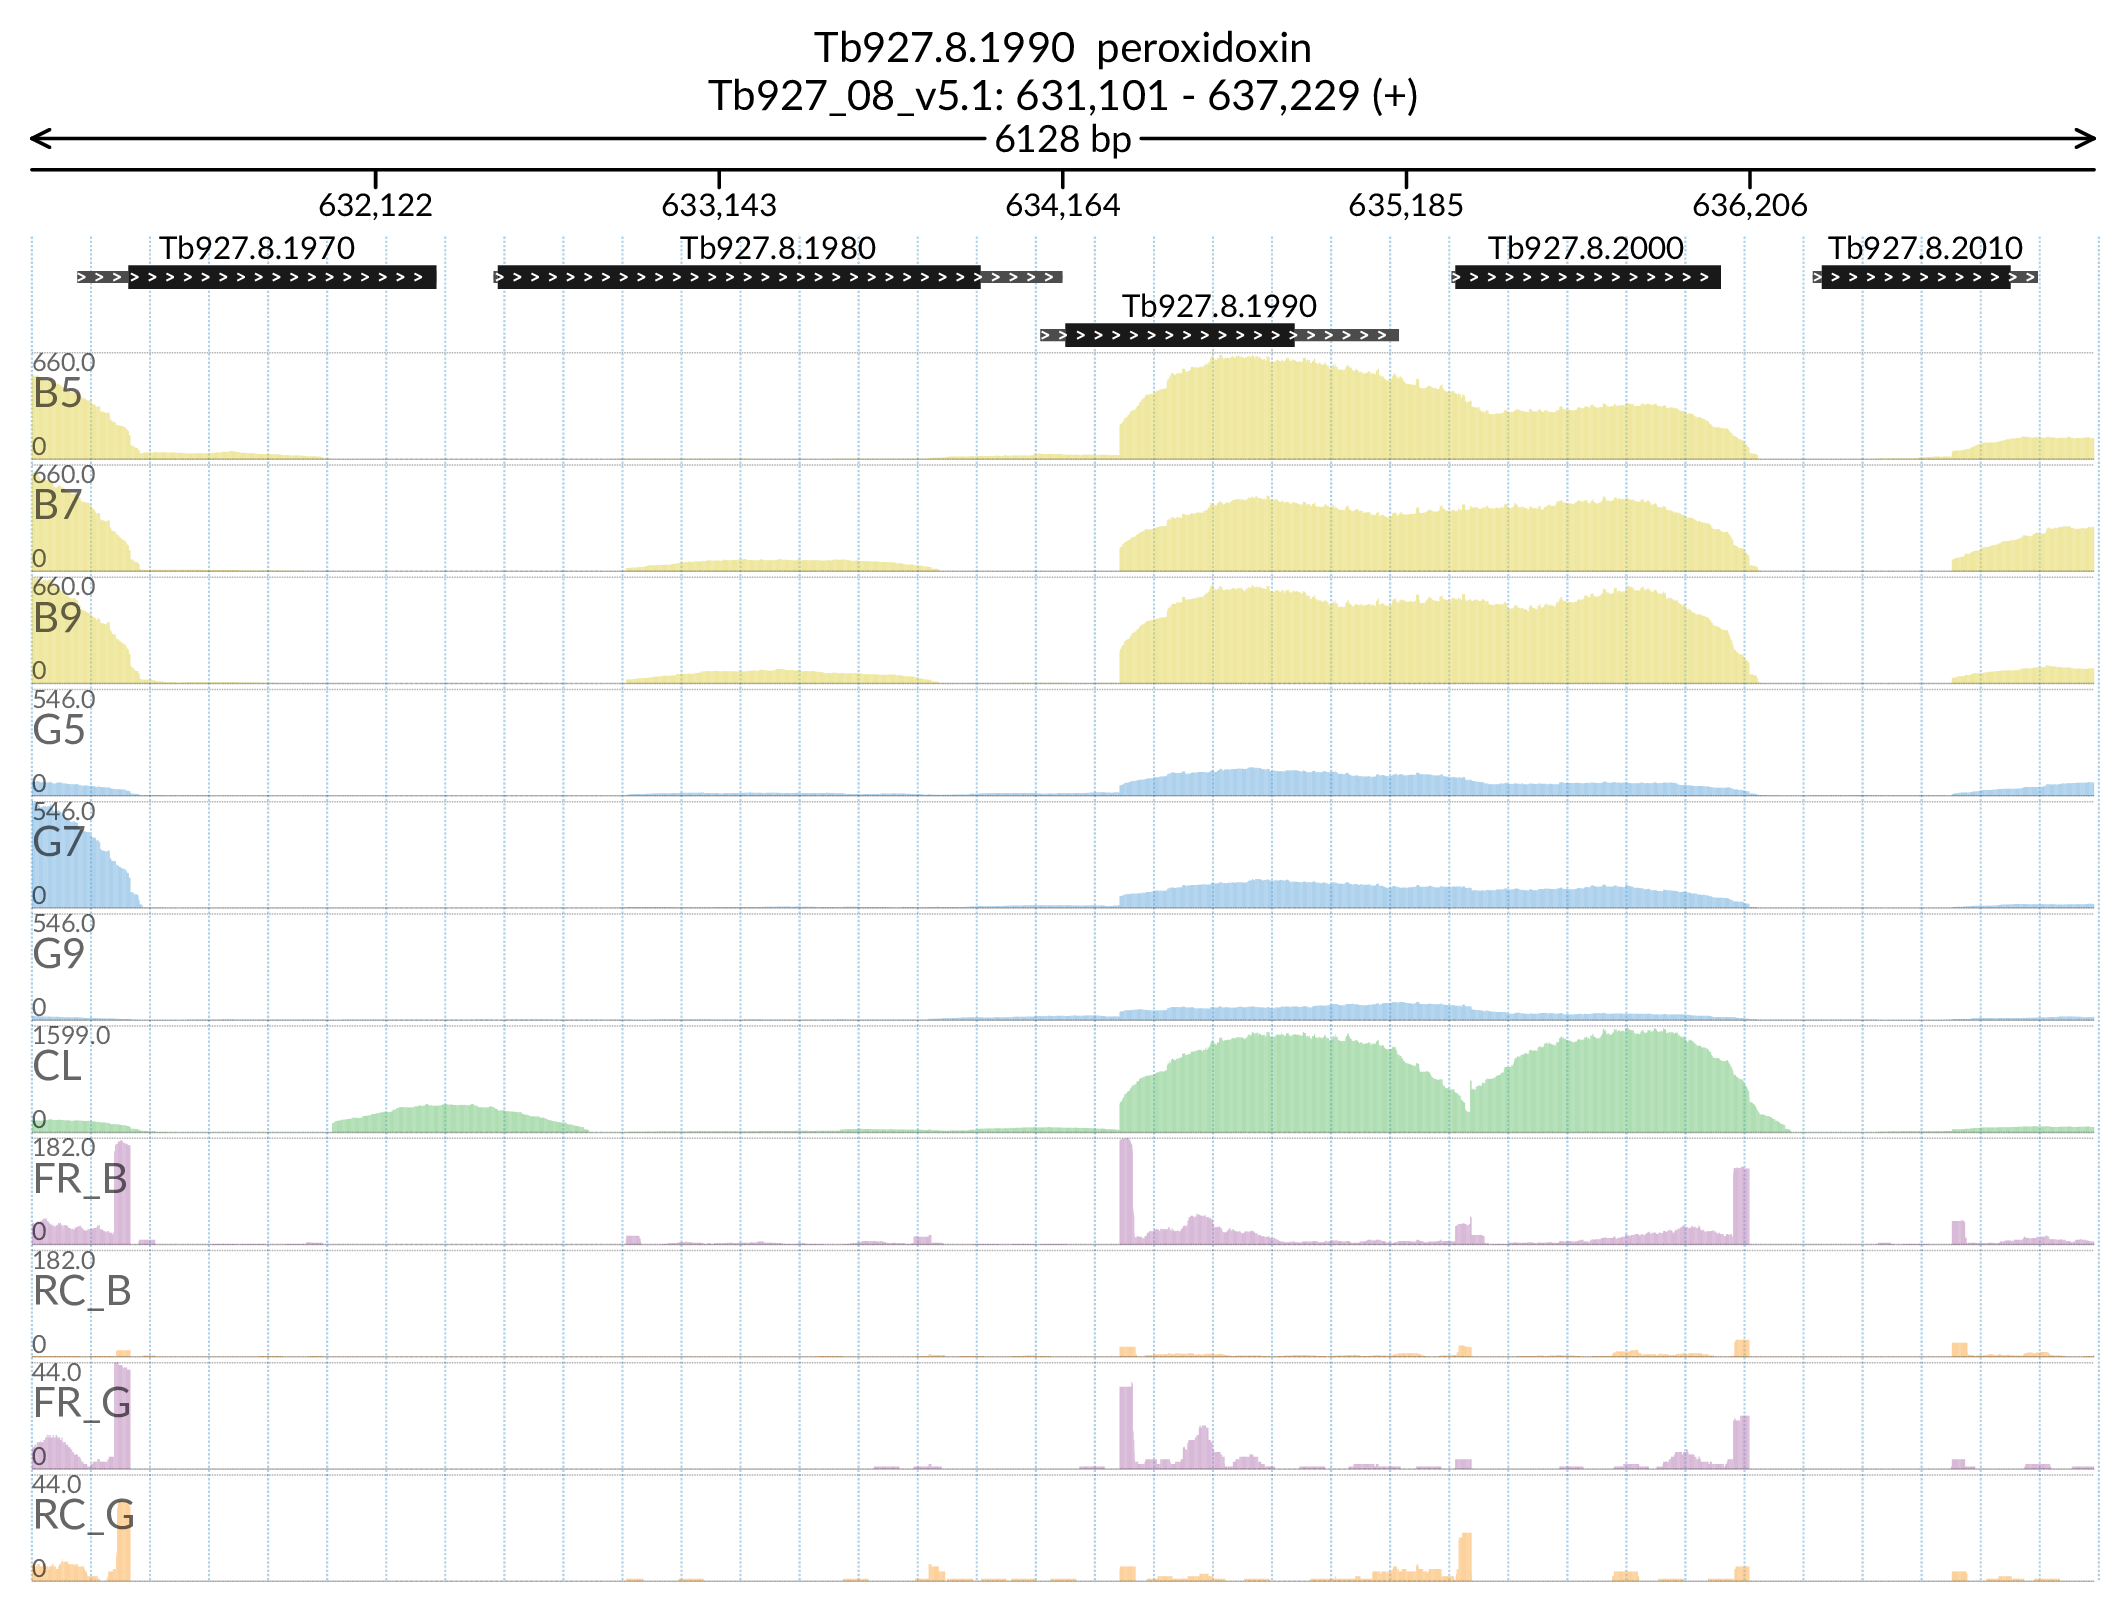 Tb927.8.1990 peroxidoxin
Tb927_08_v5.1: 631,101 - 637,229 (+)
6128 bp
632,122 633,143 634,164 635,185 636,206
Tb927.8.1970 Tb927.8.1980 Tb927.8.2000 Tb927.8.2010
Tb927.8.1990
660.0
B5
0
660.0
B7
0
660.0
B9
0
546.0
G5
0
546.0
G7
0
546.0
G9
0
1599.0
CL
0
182.0
FR_B
0
182.0
RC_B
0
44.0
FR_G
0
44.0
RC_G
0